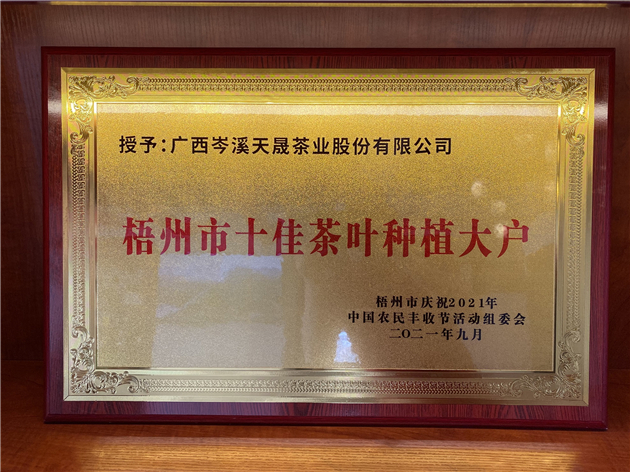 授予：广西岑溪天晟茶业股份有限公司
梧州市十佳茶叶种植大户
梧州市庆祝2021年
中国农民丰收节活动组委会
二〇二一年九月